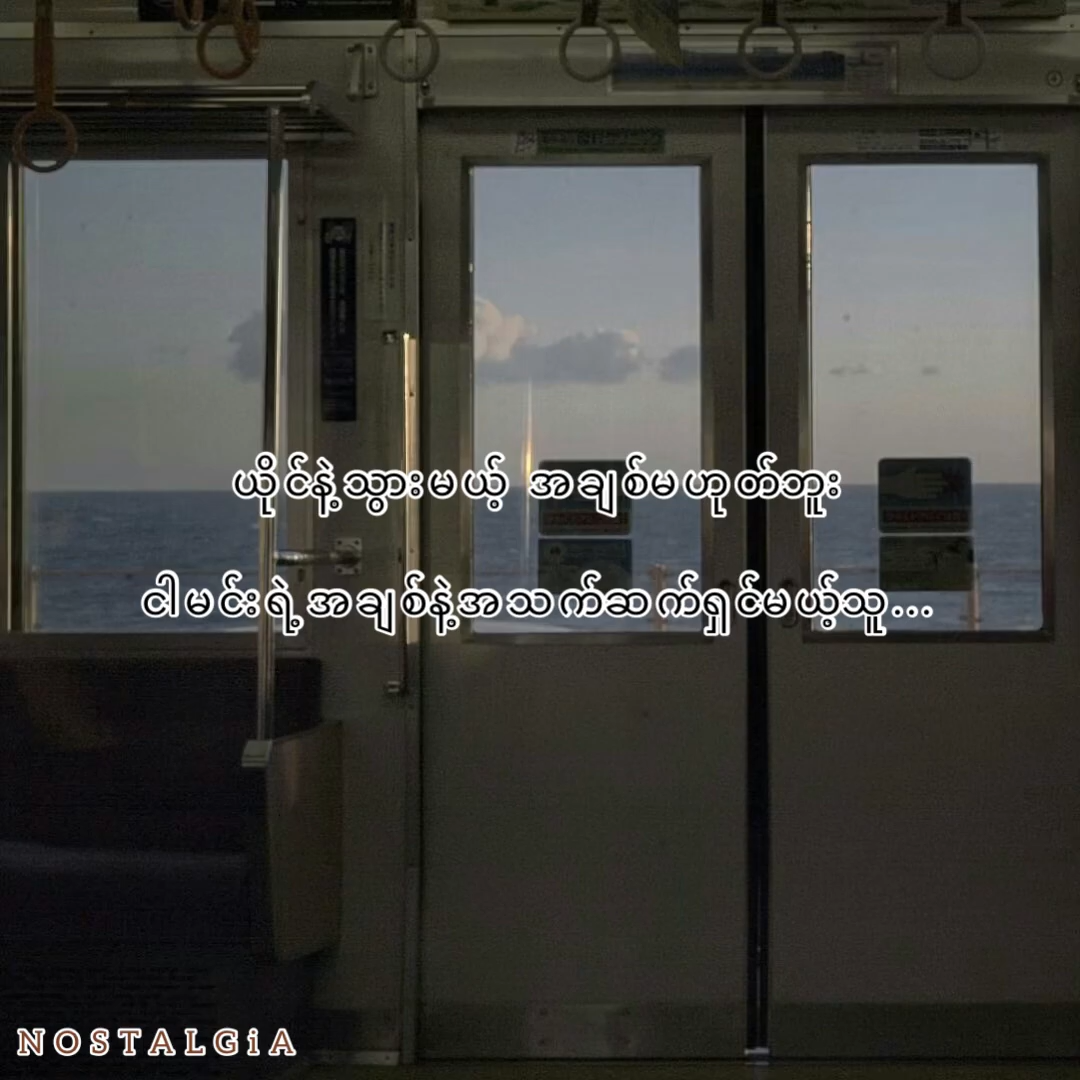 ယိုင်နဲ့သွားမယ့် အချစ်မဟုတ်ဘူး
ငါမင်းရဲ့အချစ်နဲ့အသက်ဆက်ရှင်မယ့်သူ...
NOSTALGiA